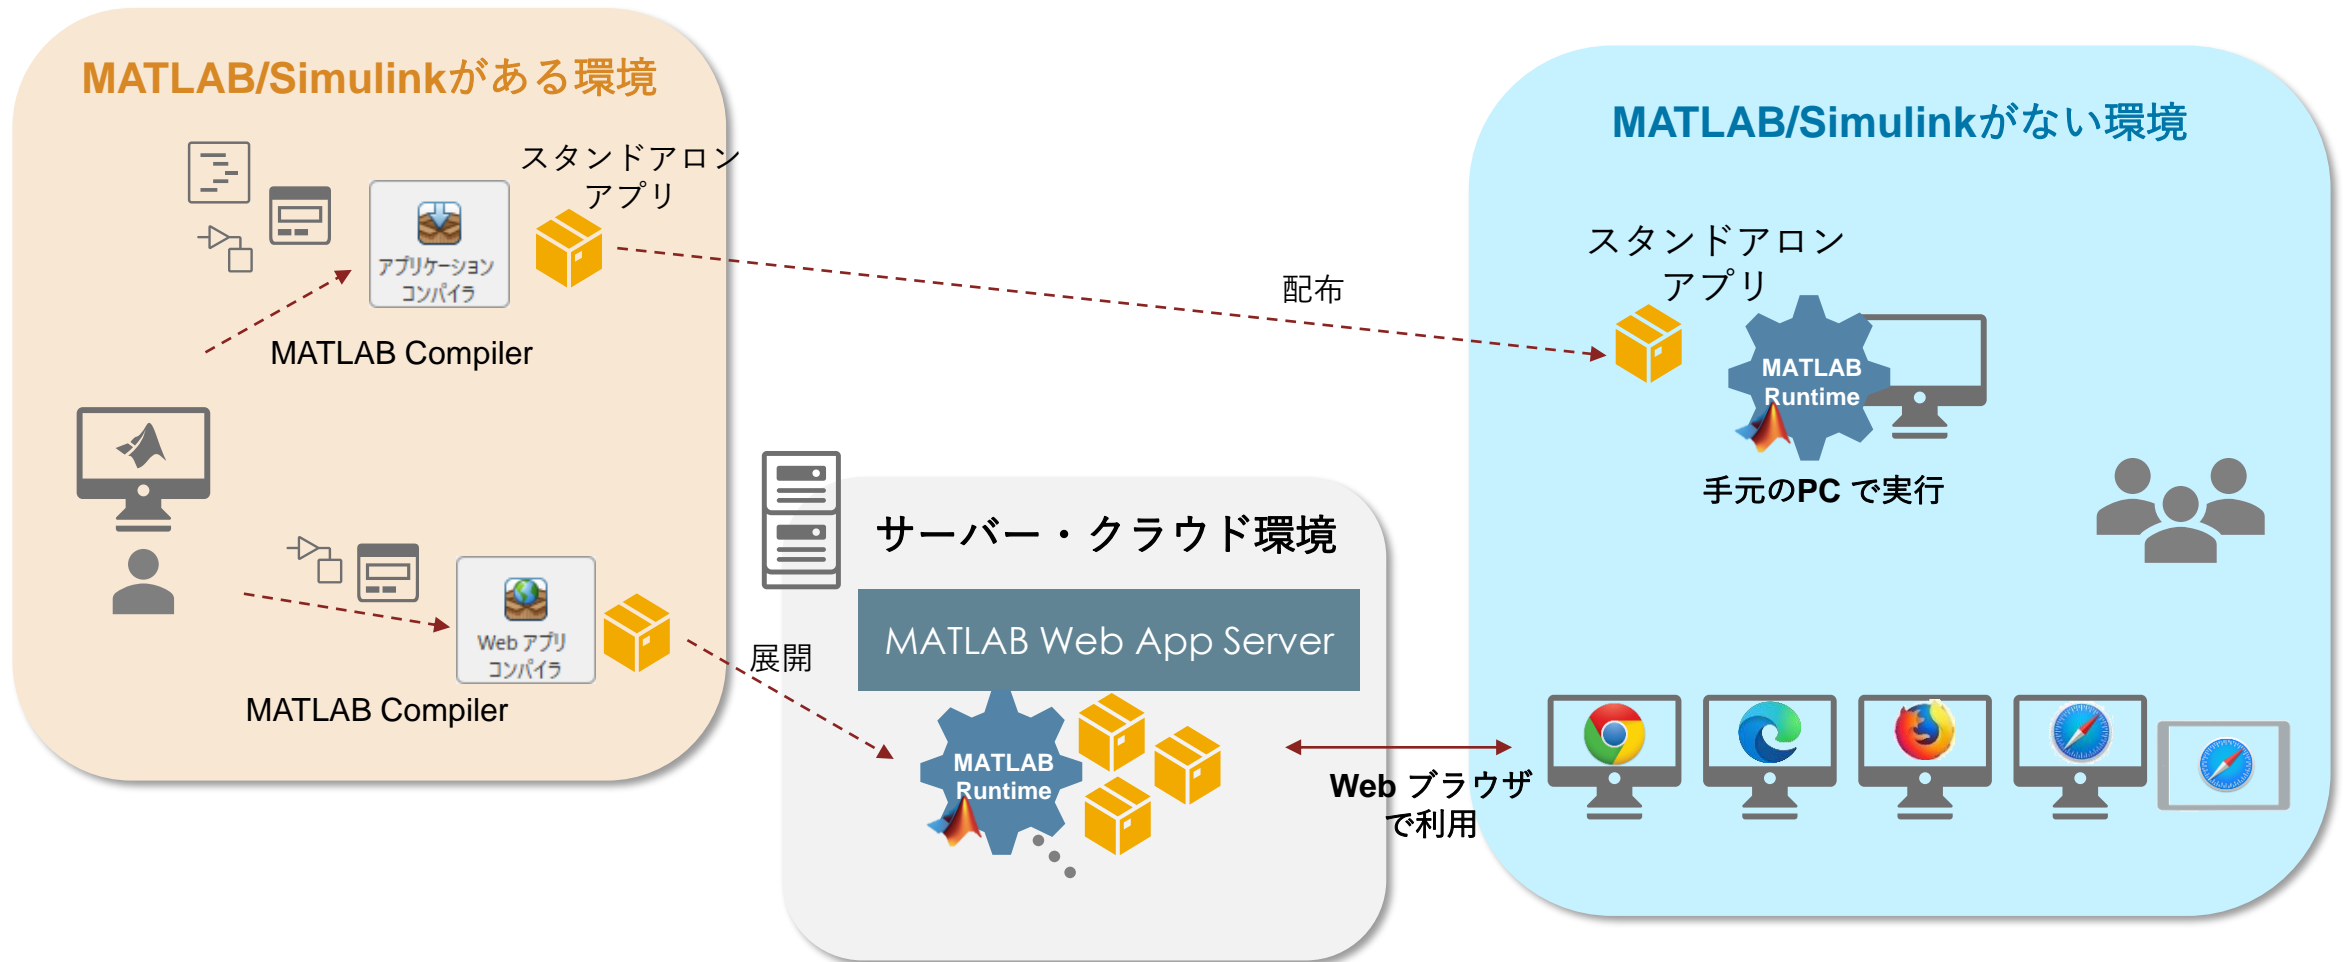 MATLAB/Simulinkがある環境
スタンドアロン
アプリ
アプリケーション
コンパイラ
MATLAB Compiler
Web アプリ
コンパイラ
MATLAB Compiler
配布
展開
サーバー・クラウド環境
MATLAB Web App Server
MATLAB
Runtime
Web ブラウザ
で利用
MATLAB/Simulinkがない環境
スタンドアロン
アプリ
MATLAB
Runtime
手元のPC で実行